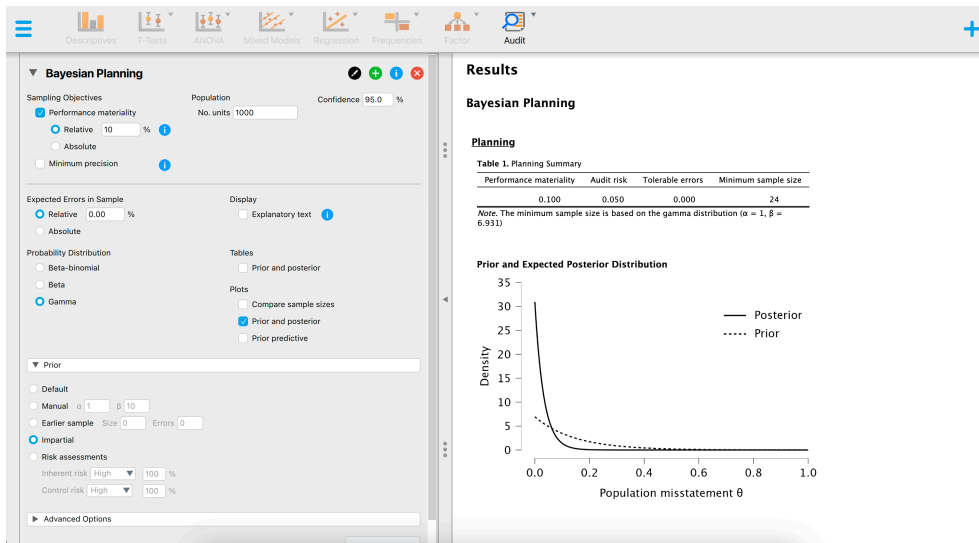 Descriptives T-Tests ANOVA Mixed Models Regression Frequencies Factor Audit
Bayesian Planning
Sampling Objectives
Performance materiality
Relative 10 %
Absolute
Minimum precision
Population
No. units 1000
Confidence 95.0 %
Expected Errors in Sample
Relative 0.00 %
Absolute
Display
Explanatory text
Probability Distribution
Beta-binomial
Beta
Gamma
Tables
Prior and posterior
Plots
Compare sample sizes
Prior and posterior
Prior predictive
Prior
Default
Manual α 1 β 10
Earlier sample Size 0 Errors 0
Impartial
Risk assessments
Inherent risk High 100 %
Control risk High 100 %
Advanced Options
Results
Bayesian Planning
Planning
Table 1. Planning Summary
Performance materiality Audit risk Tolerable errors Minimum sample size
0.100 0.050 0.000 24
Note. The minimum sample size is based on the gamma distribution (α = 1, β =
6.931)
Prior and Expected Posterior Distribution
35
30
25
20
15
10
5
0
Density
Posterior
Prior
0.0 0.2 0.4 0.6 0.8 1.0
Population misstatement θ